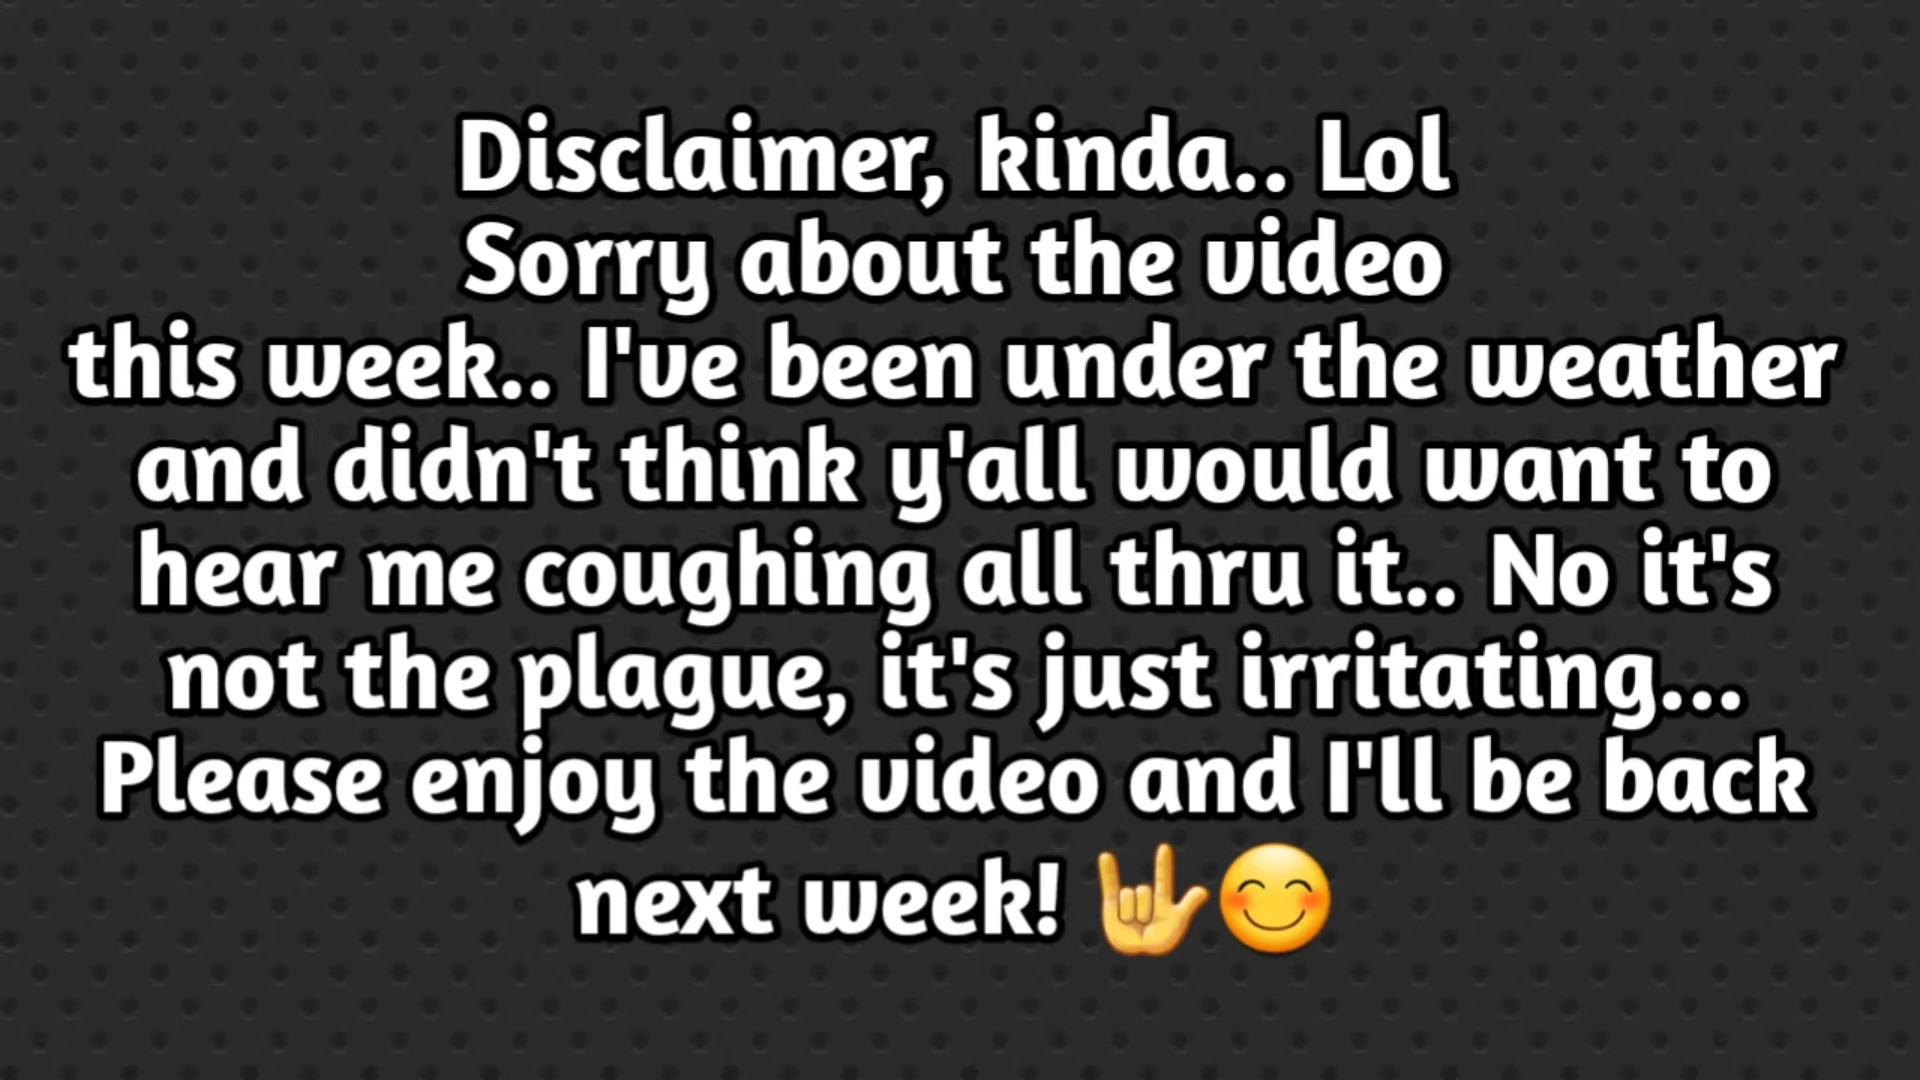 Disclaimer, kinda.. Lol
Sorry about the video
this week.. I've been under the weather
and didn't think y'all would want to
hear me coughing all thru it.. No it's
not the plague, it's just irritating...
Please enjoy the video and I'll be back
next week! 🤟😊